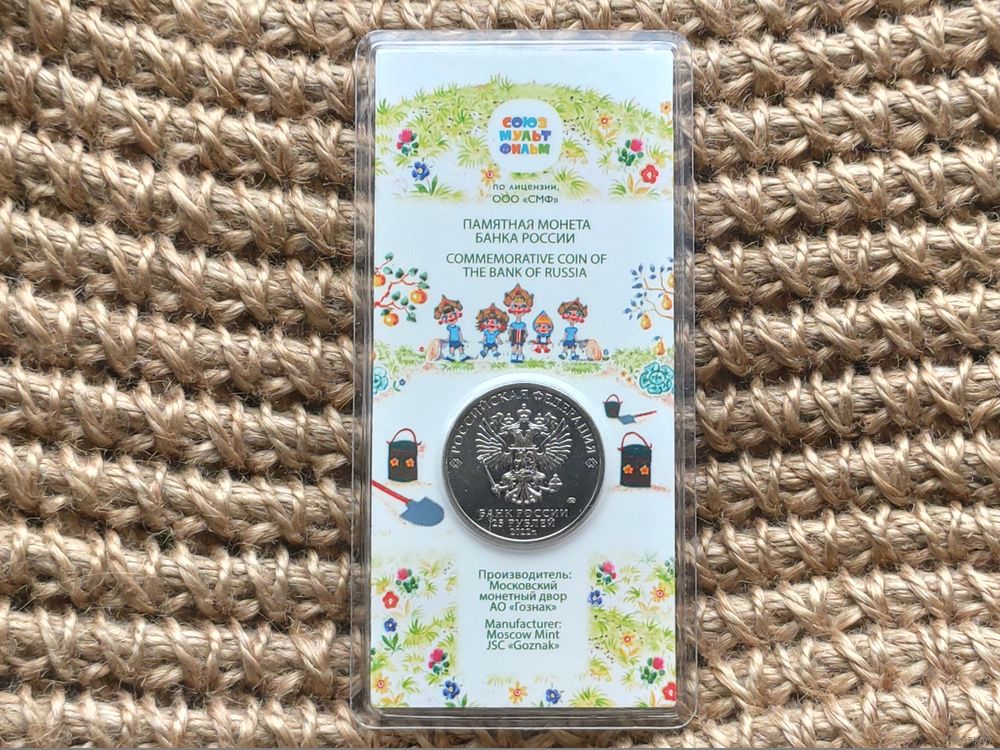 СОЮЗ
МУЛЬТ
ФИЛЬМ
по лицензии,
ООО «СМФ»
ПАМЯТНАЯ МОНЕТА
БАНКА РОССИИ
COMMEMORATIVE COIN OF
THE BANK OF RUSSIA
РОССИЙСКАЯ ФЕДЕРАЦИЯ
БАНК РОССИИ
25 РУБЛЕЙ
2022г.
Производитель:
Московский
монетный двор
АО «Гознак»
Manufacturer:
Moscow Mint
JSC «Goznak»